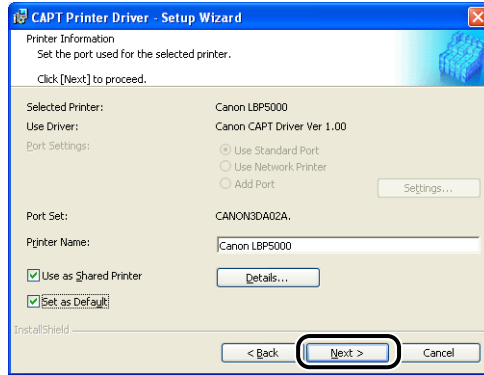 CAPT Printer Driver - Setup Wizard
Printer Information
Set the port used for the selected printer.
Click [Next] to proceed.
Selected Printer: Canon LBP5000
Use Driver: Canon CAPT Driver Ver 1.00
Port Settings: Use Standard Port
Use Network Printer
Add Port Settings...
Port Set: CANON3DA02A.
Printer Name: Canon LBP5000
Use as Shared Printer Details...
Set as Default
InstallShield
< Back Next > Cancel